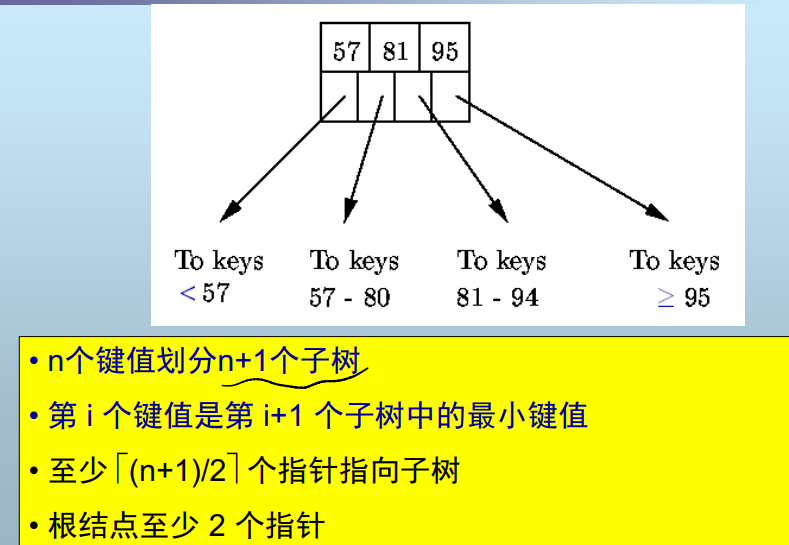 57 81 95
To keys To keys To keys To keys
< 57 57 - 80 81 - 94 ≥ 95
• n个键值划分n+1个子树
• 第 i 个键值是第 i+1 个子树中的最小键值
• 至少⌈(n+1)/2⌉个指针指向子树
• 根结点至少 2 个指针